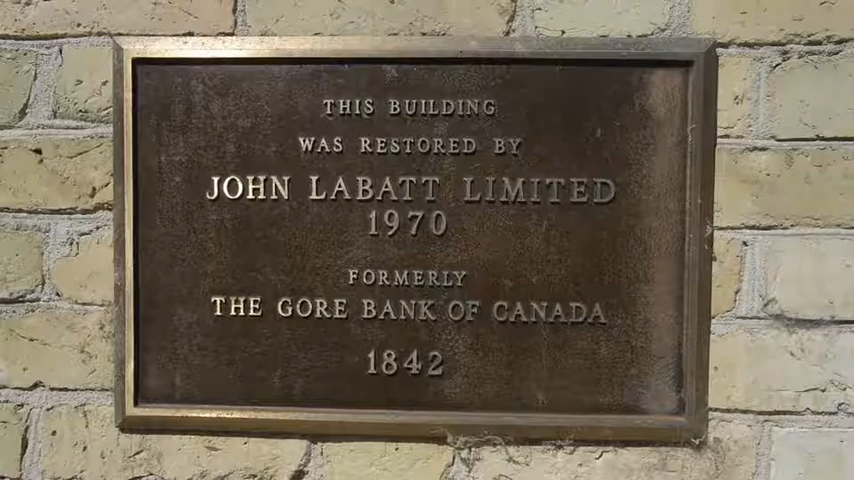 THIS BUILDING
WAS RESTORED BY
JOHN LABATT LIMITED
1970
FORMERLY
THE GORE BANK OF CANADA
1842